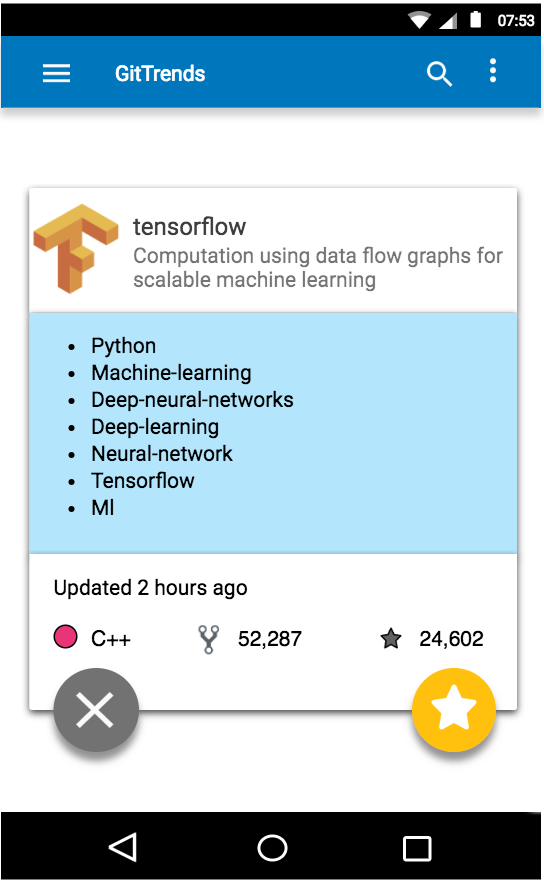 07:53
GitTrends
tensorflow
Computation using data flow graphs for
scalable machine learning
• Python
• Machine-learning
• Deep-neural-networks
• Deep-learning
• Neural-network
• Tensorflow
• Ml
Updated 2 hours ago
C++ 52,287 24,602